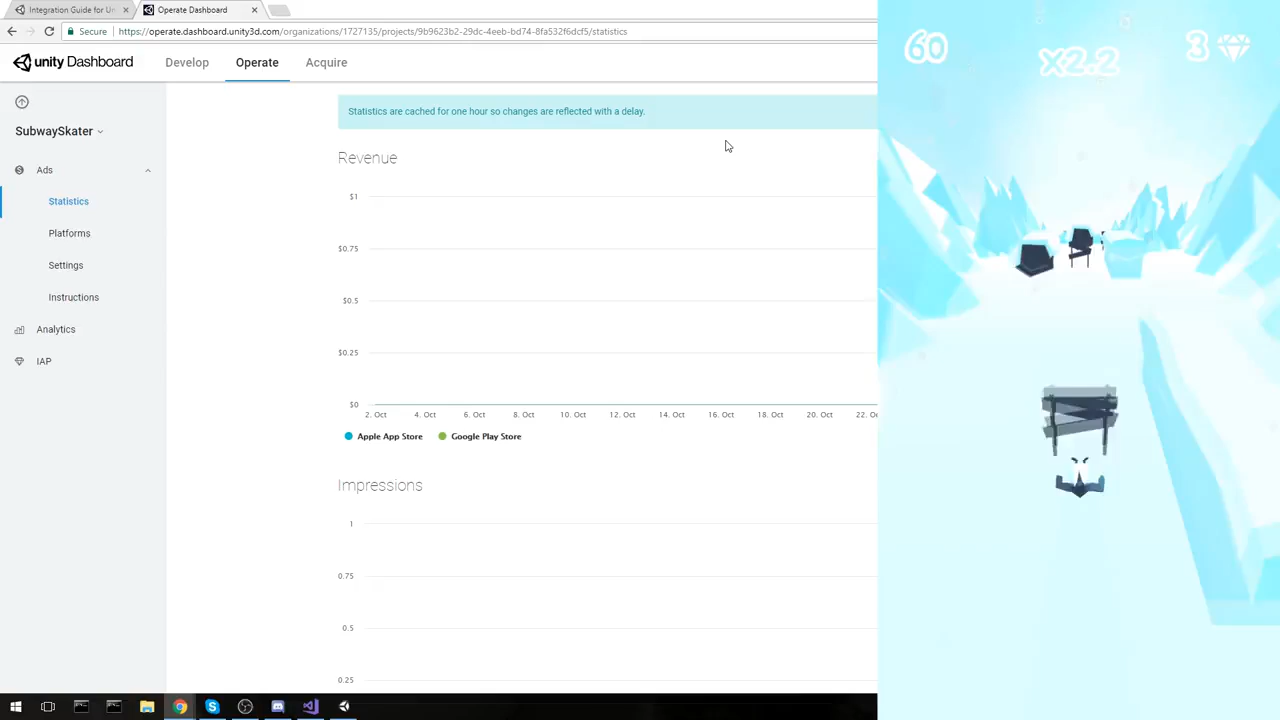 Integration Guide for Un
Operate Dashboard
Secure
https://operate.dashboard.unity3d.com/organizations/1727135/projects/9b9623b2-29dc-4eeb-bd74-8fa532f6dcf5/statistics
unity Dashboard
Develop
Operate
Acquire
SubwaySkater
Ads
Statistics
Platforms
Settings
Instructions
Analytics
IAP
Statistics are cached for one hour so changes are reflected with a delay.
Revenue
$1
$0.75
$0.5
$0.25
$0
2. Oct 4. Oct 6. Oct 8. Oct 10. Oct 12. Oct 14. Oct 16. Oct 18. Oct 20. Oct 22. Oc
Apple App Store Google Play Store
Impressions
1
0.75
0.5
0.25
60
x2.2
3